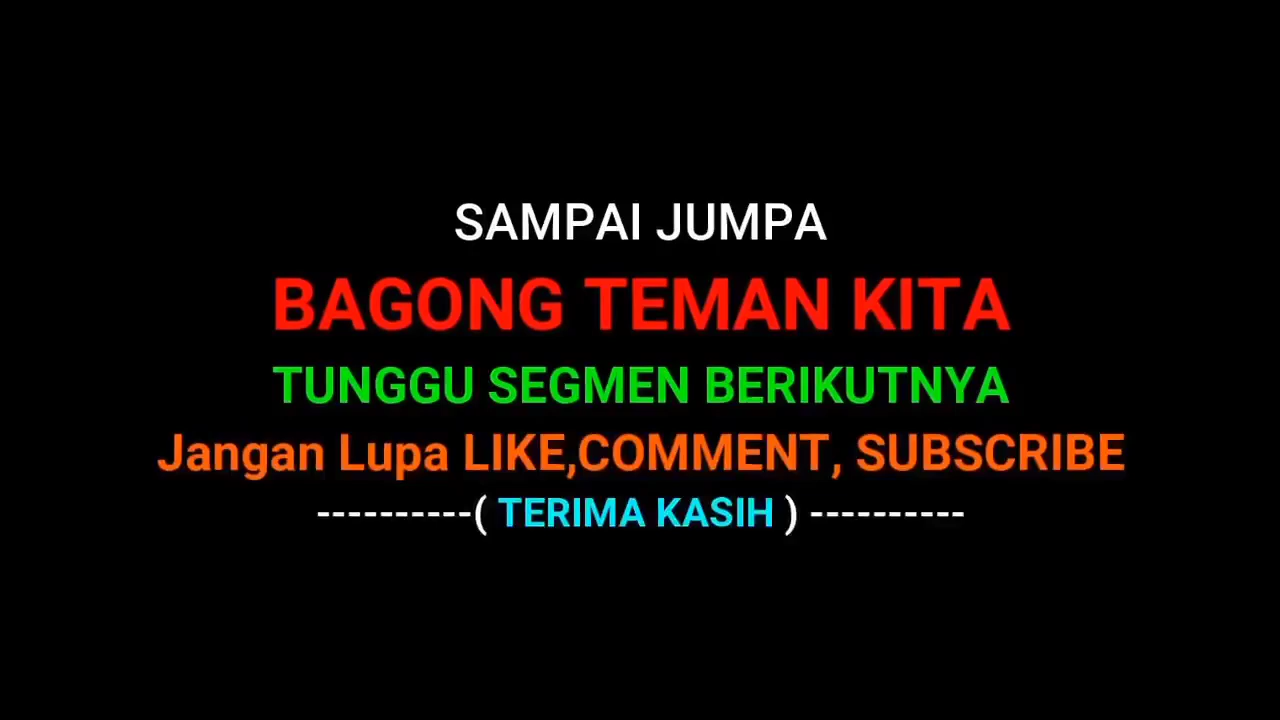 SAMPAI JUMPA
BAGONG TEMAN KITA
TUNGGU SEGMEN BERIKUTNYA
Jangan Lupa LIKE,COMMENT, SUBSCRIBE
----------( TERIMA KASIH ) ----------